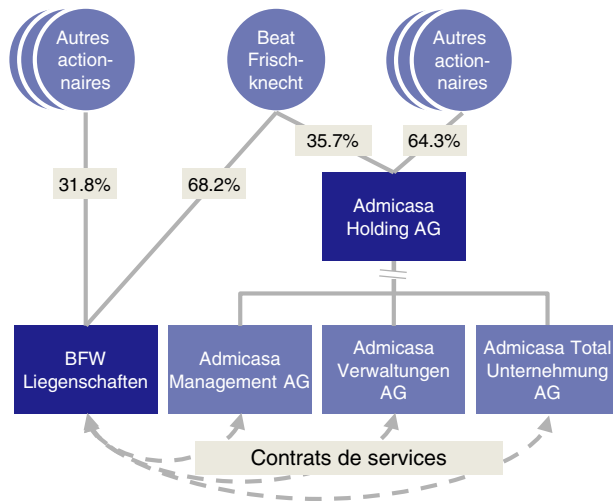 Autres
action-
naires
Beat
Frisch-
knecht
Autres
action-
naires
35.7%
64.3%
31.8%
68.2%
Admicasa
Holding AG
BFW
Liegenschaften
Admicasa
Management AG
Admicasa
Verwaltungen
AG
Admicasa Total
Unternehmung
AG
Contrats de services